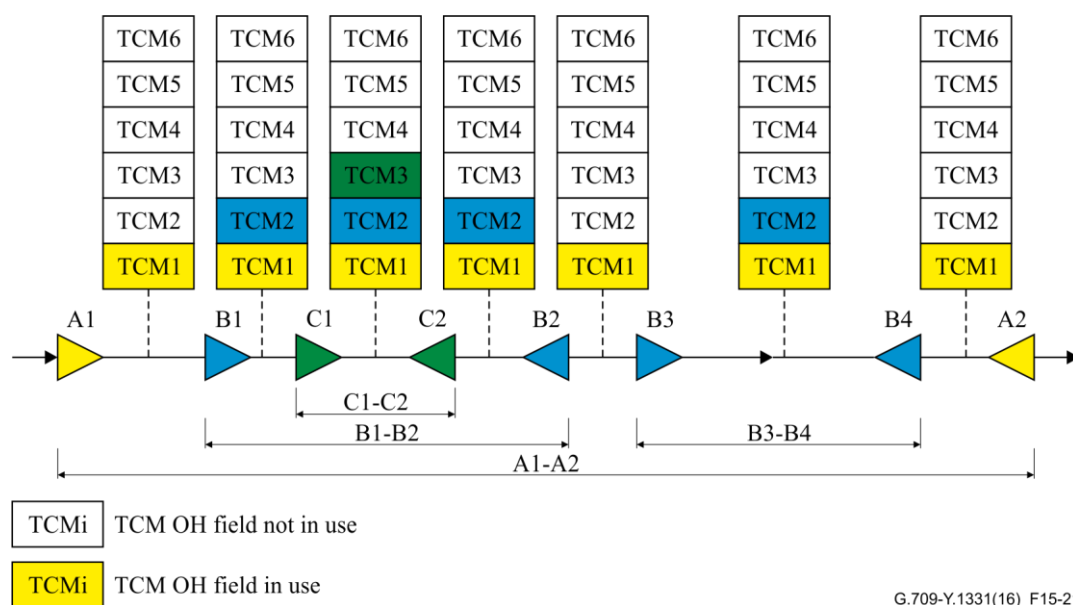 TCM6 TCM6 TCM6 TCM6 TCM6 TCM6 TCM6
TCM5 TCM5 TCM5 TCM5 TCM5 TCM5 TCM5
TCM4 TCM4 TCM4 TCM4 TCM4 TCM4 TCM4
TCM3 TCM3 TCM3 TCM3 TCM3 TCM3 TCM3
TCM2 TCM2 TCM2 TCM2 TCM2 TCM2 TCM2
TCM1 TCM1 TCM1 TCM1 TCM1 TCM1 TCM1
A1 B1 C1 C2 B2 B3 B4 A2
C1-C2
B1-B2 B3-B4
A1-A2
TCMi TCM OH field not in use
TCMi TCM OH field in use
G.709-Y.1331(16)_F15-2